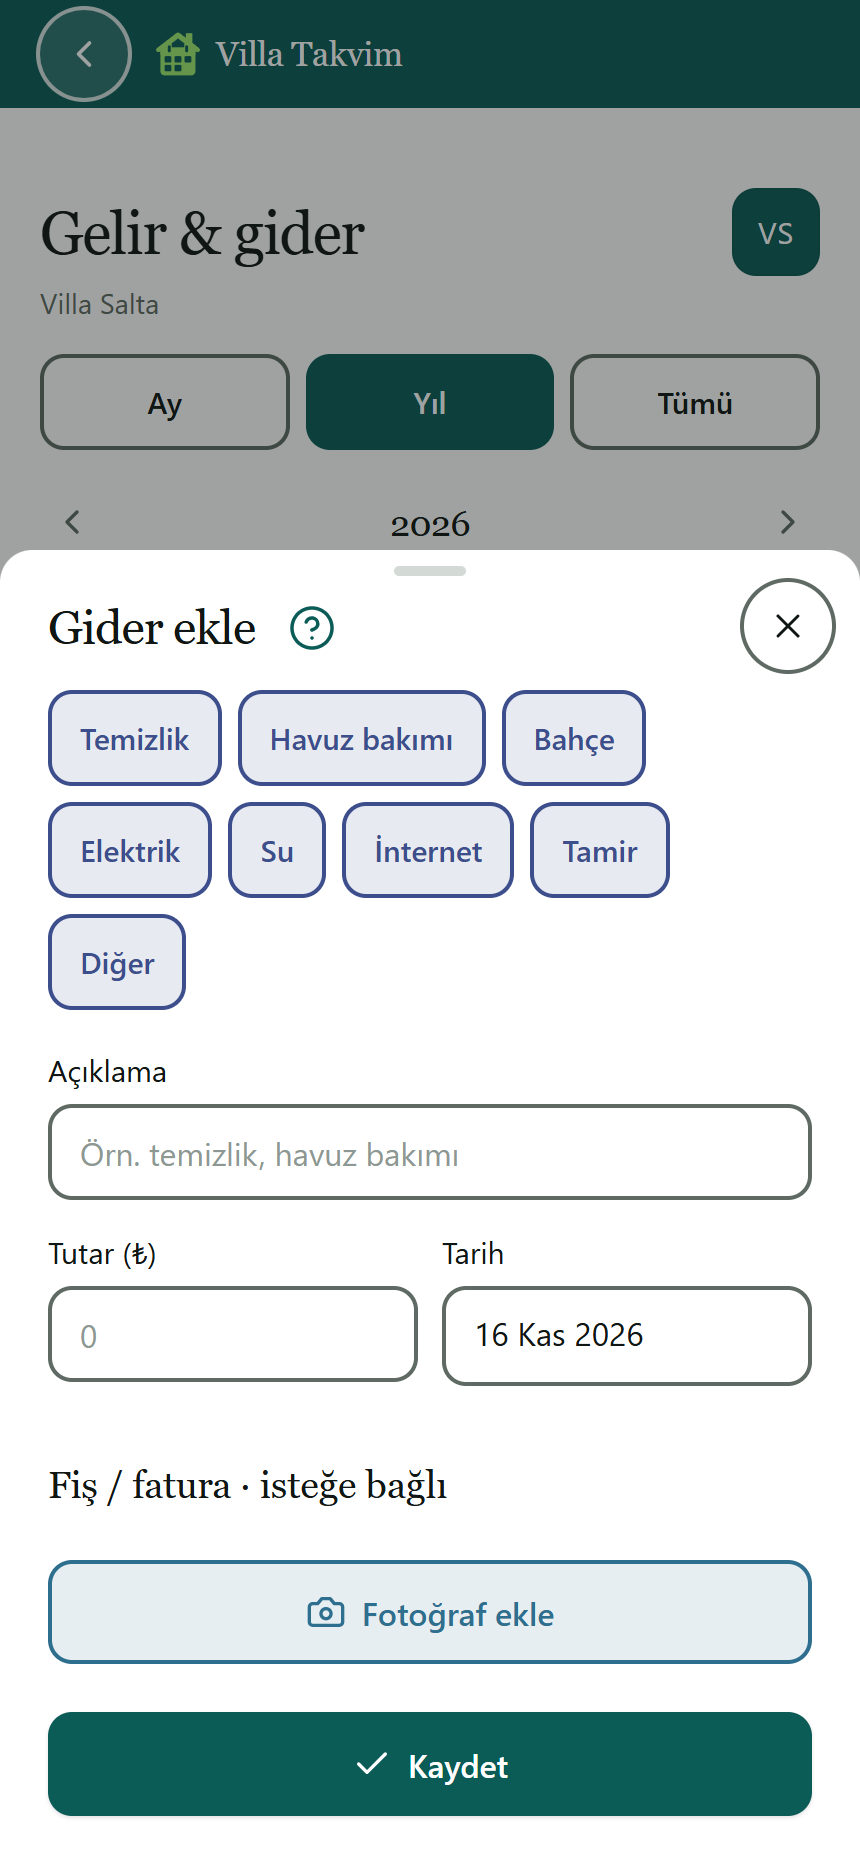 Villa Takvim
Gelir & gider
VS
Villa Salta
Ay
Yıl
Tümü
2026
Gider ekle
?
Temizlik
Havuz bakımı
Bahçe
Elektrik
Su
İnternet
Tamir
Diğer
Açıklama
Örn. temizlik, havuz bakımı
Tutar (₺)
Tarih
0
16 Kas 2026
Fiş / fatura · isteğe bağlı
Fotoğraf ekle
Kaydet